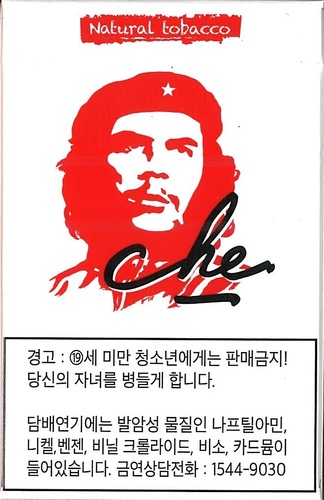 Natural tobacco
che
경고 : ⑲세 미만 청소년에게는 판매금지!
당신의 자녀를 병들게 합니다.
담배연기에는 발암성 물질인 나프틸아민,
니켈,벤젠, 비닐 크롤라이드, 비소, 카드뮴이
들어있습니다. 금연상담전화 : 1544-9030